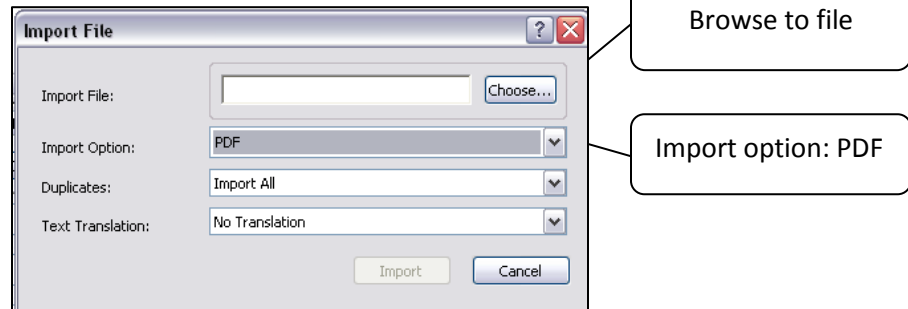 Import File
Browse to file
Import File:
Choose...
Import Option:
PDF
Import option: PDF
Duplicates:
Import All
Text Translation:
No Translation
Import
Cancel